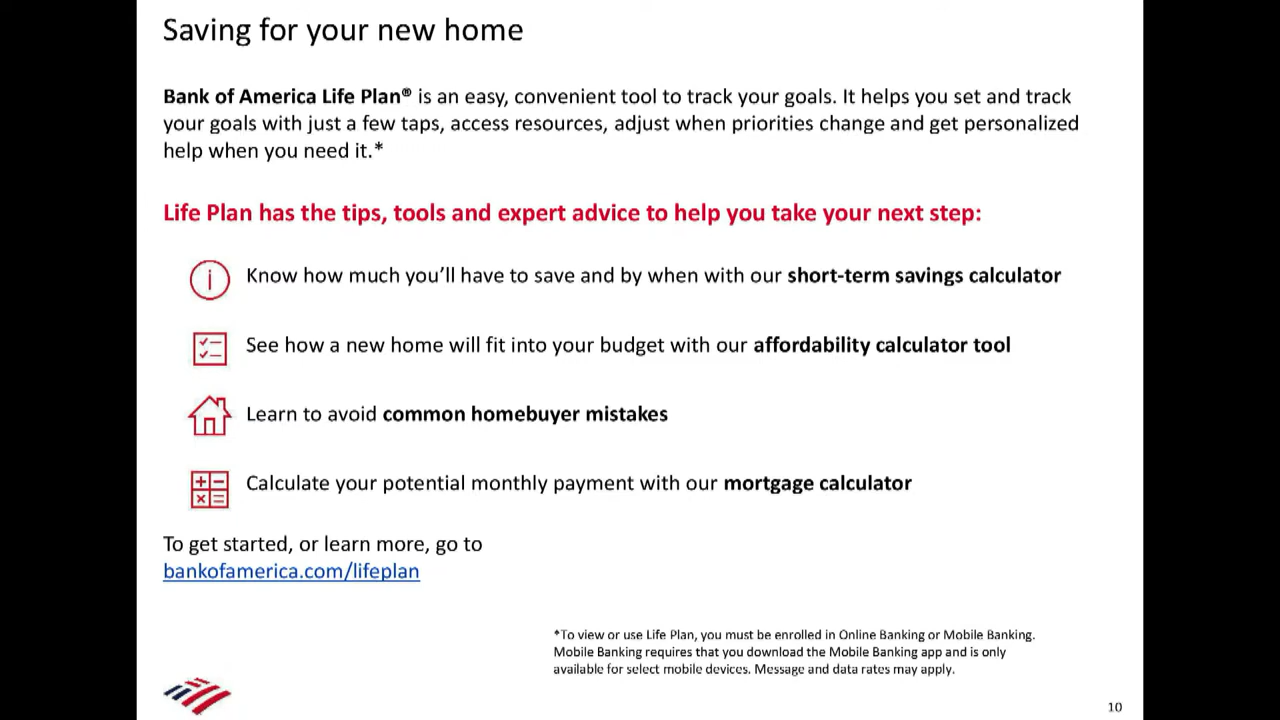 Saving for your new home
Bank of America Life Plan® is an easy, convenient tool to track your goals. It helps you set and track
your goals with just a few taps, access resources, adjust when priorities change and get personalized
help when you need it.*
Life Plan has the tips, tools and expert advice to help you take your next step:
Know how much you’ll have to save and by when with our short-term savings calculator
See how a new home will fit into your budget with our affordability calculator tool
Learn to avoid common homebuyer mistakes
Calculate your potential monthly payment with our mortgage calculator
To get started, or learn more, go to
bankofamerica.com/lifeplan
*To view or use Life Plan, you must be enrolled in Online Banking or Mobile Banking.
Mobile Banking requires that you download the Mobile Banking app and is only
available for select mobile devices. Message and data rates may apply.
10